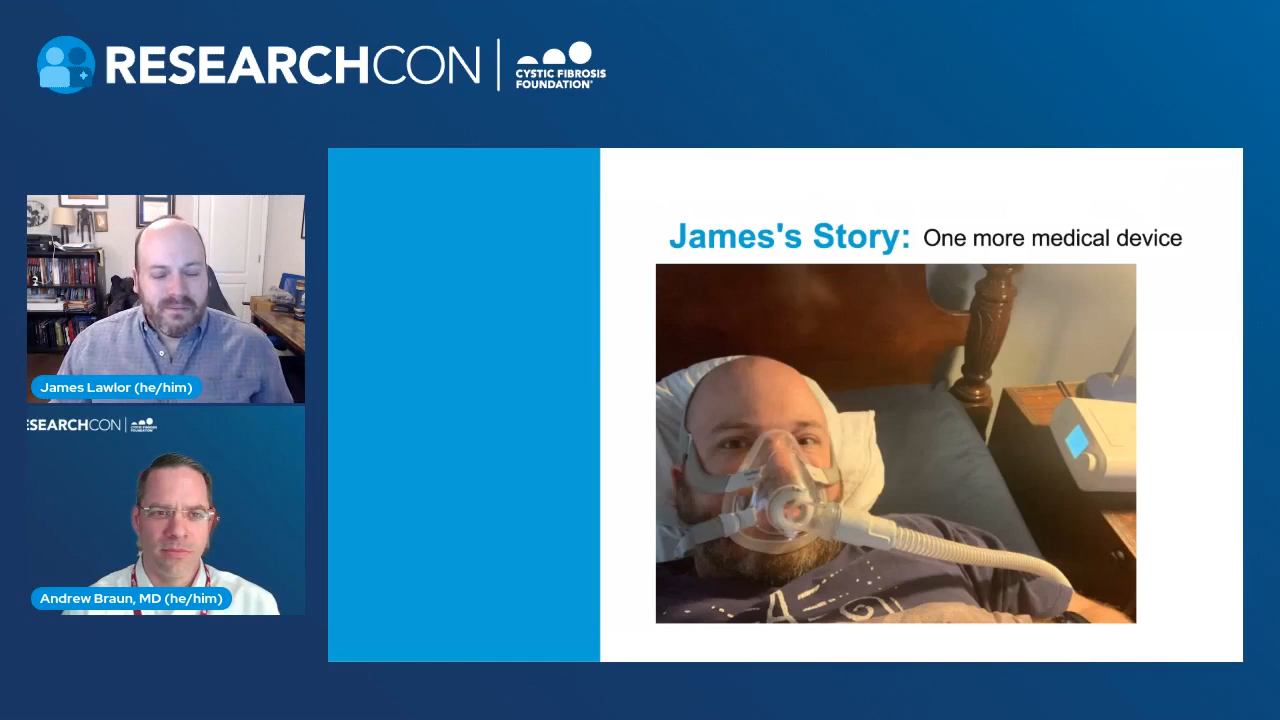 RESEARCHCON
CYSTIC FIBROSIS
FOUNDATION
James's Story: One more medical device
James Lawlor (he/him)
ESEARCHCON
Andrew Braun, MD (he/him)